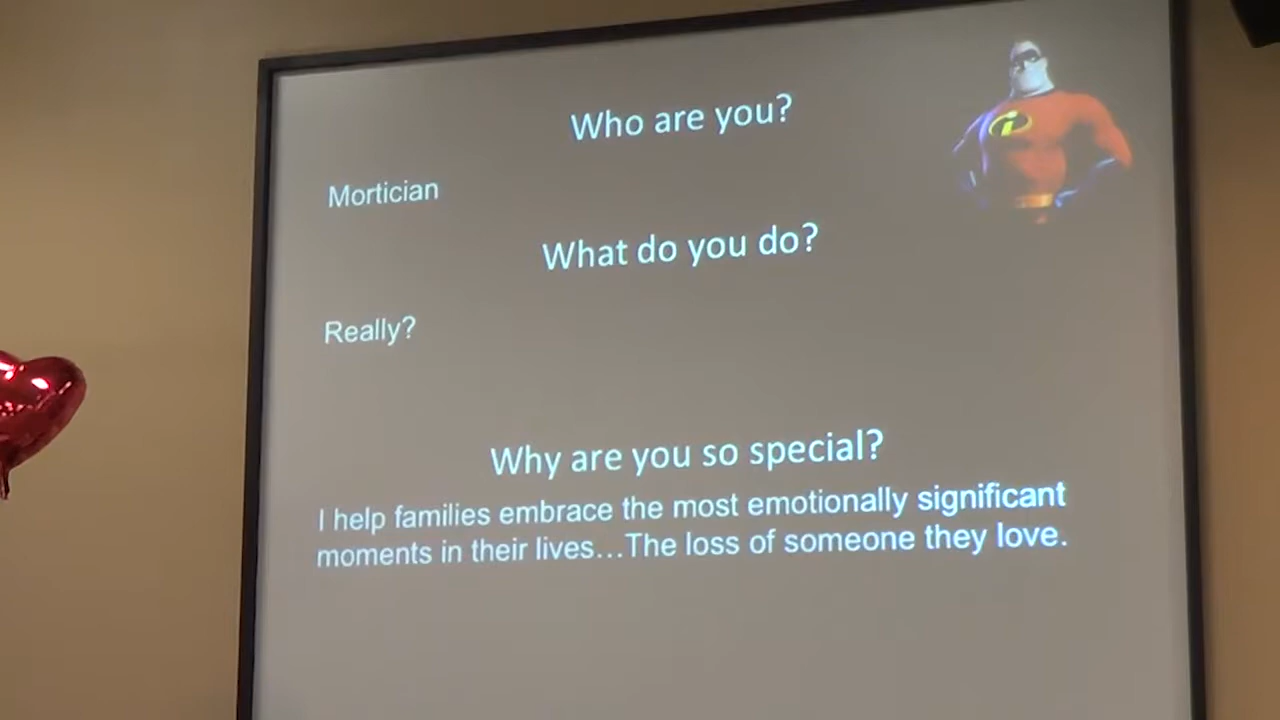 Who are you?
Mortician
What do you do?
Really?
Why are you so special?
I help families embrace the most emotionally significant
moments in their lives...The loss of someone they love.